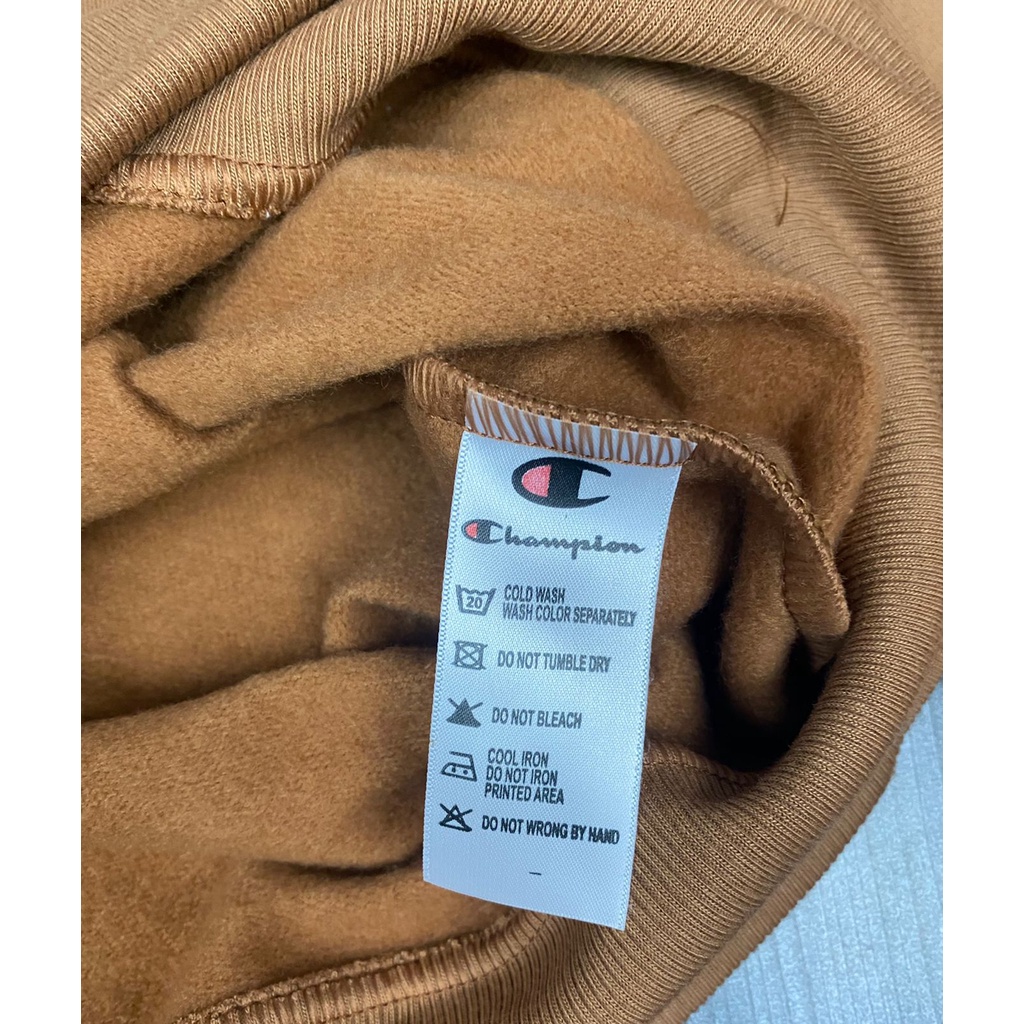 Champion
20
COLD WASH
WASH COLOR SEPARATELY
DO NOT TUMBLE DRY
DO NOT BLEACH
COOL IRON
DO NOT IRON
PRINTED AREA
DO NOT WRONG BY HAND
-